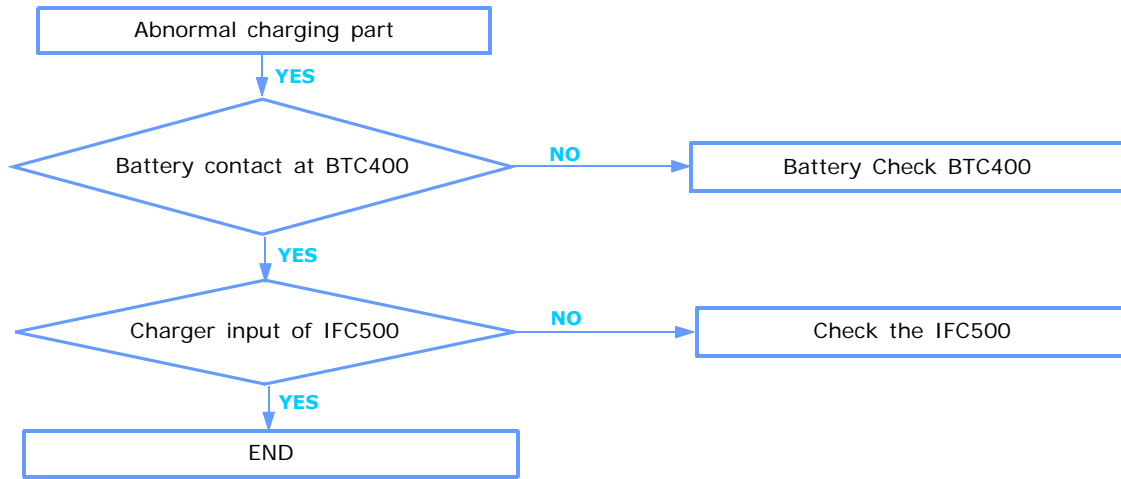 Abnormal charging part
YES
Battery contact at BTC400
NO
Battery Check BTC400
YES
Charger input of IFC500
NO
Check the IFC500
YES
END